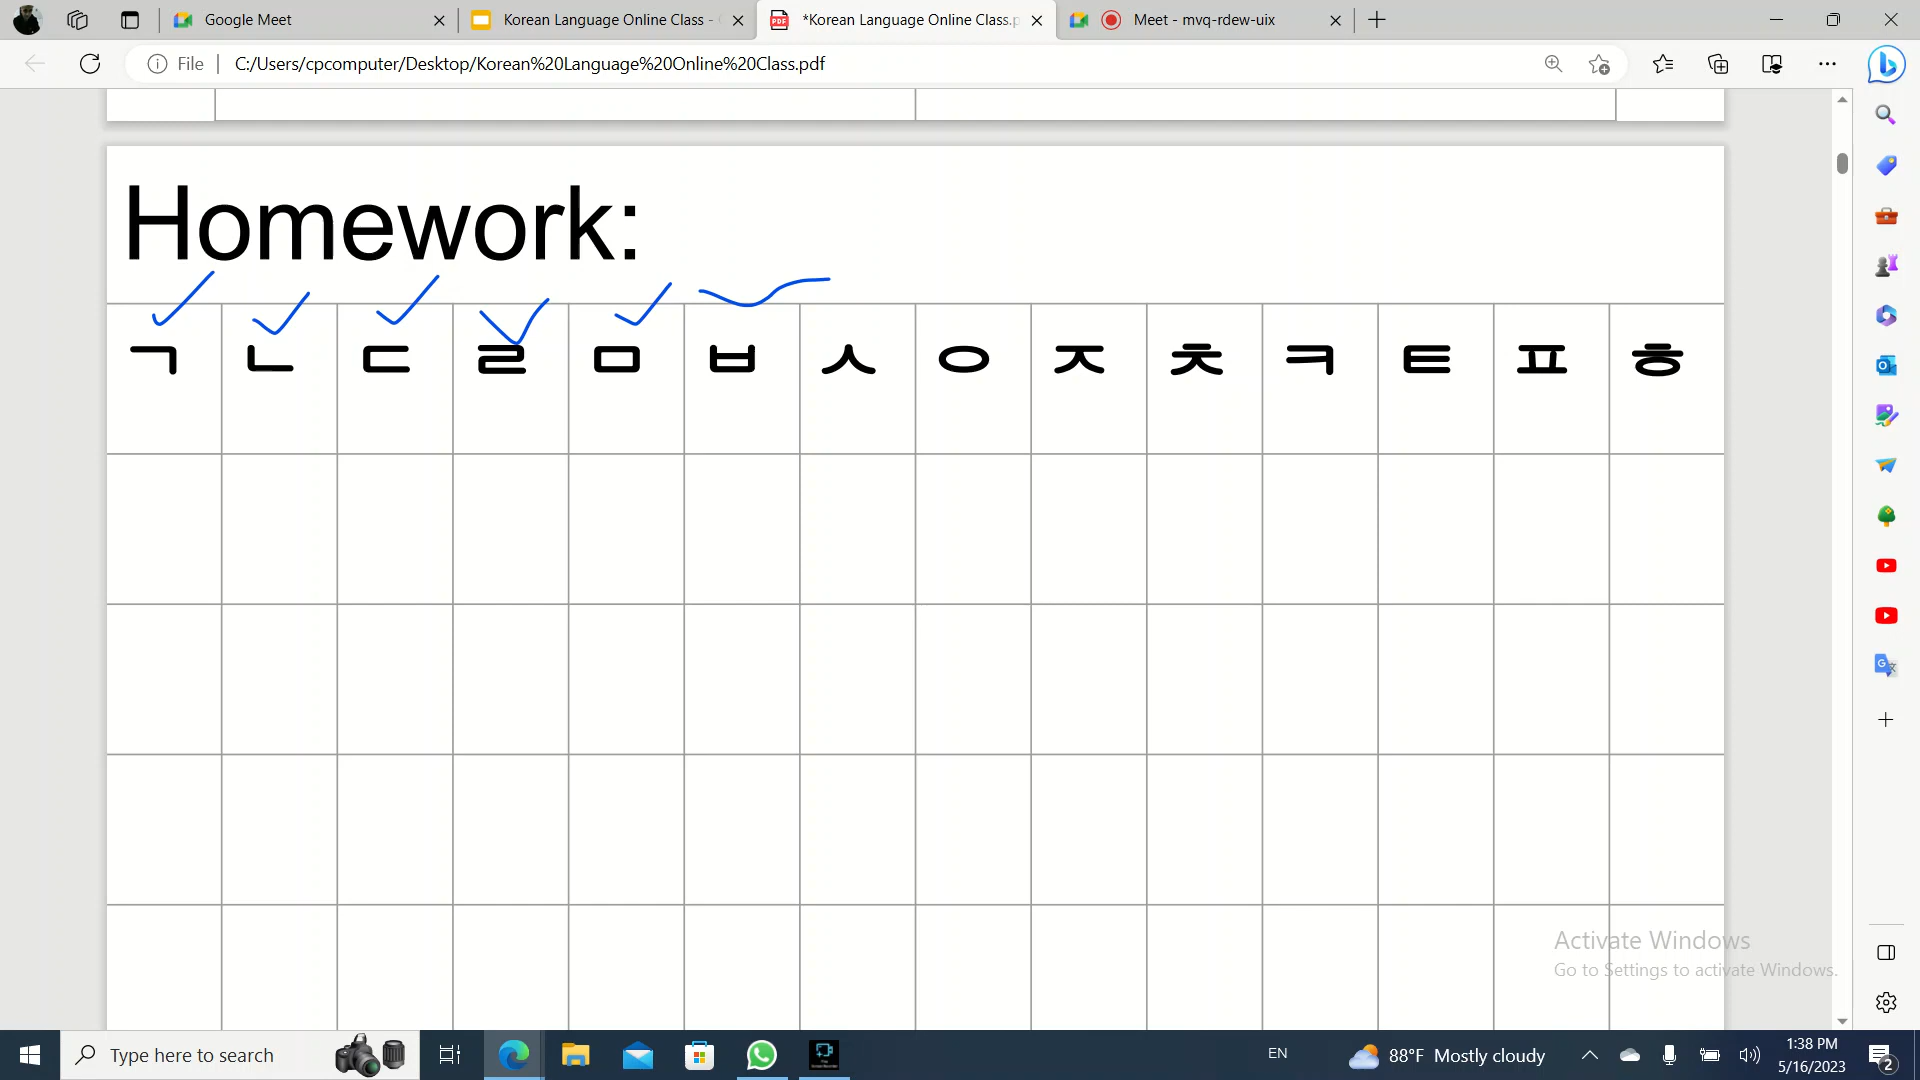 Google Meet
Korean Language Online Class -
*Korean Language Online Class.p
Meet - mvq-rdew-uix
File
C:/Users/cpcomputer/Desktop/Korean%20Language%20Online%20Class.pdf
Homework:
ㄱ ㄴ ㄷ ㄹ ㅁ ㅂ ㅅ ㅇ ㅈ ㅊ ㅋ ㅌ ㅍ ㅎ
Activate Windows
Go to Settings to activate Windows.
Type here to search
EN
88°F Mostly cloudy
1:38 PM
5/16/2023
2